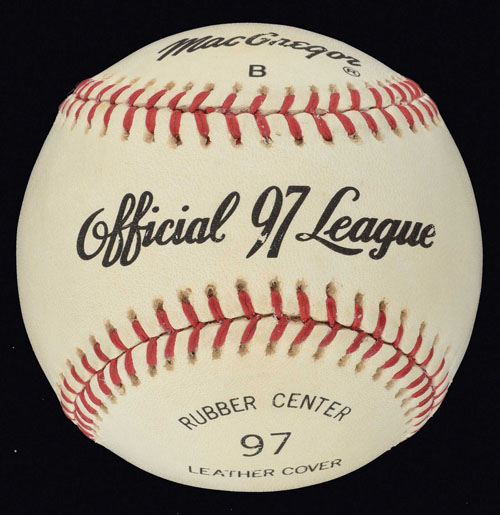 MacGregor®
B
Official 97 League
RUBBER CENTER
97
LEATHER COVER